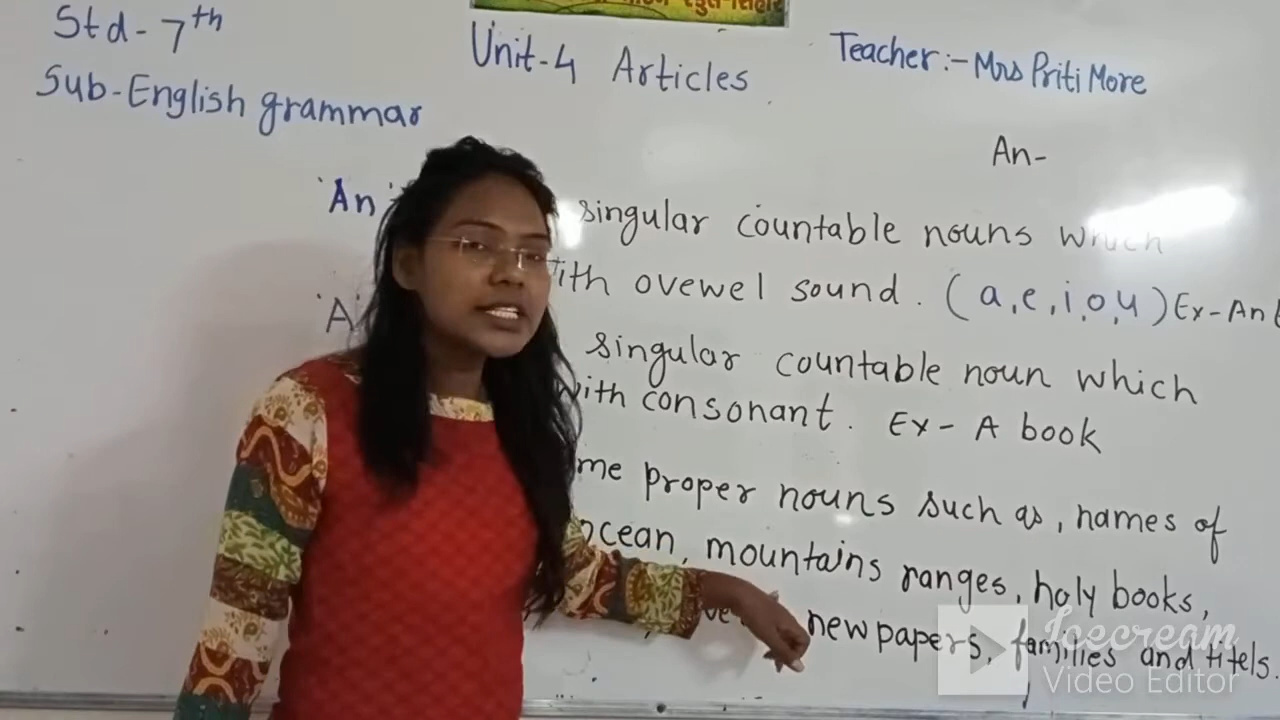 Std-7th
Unit-4 Articles
Teacher:- Mrs Priti More
Sub-English grammar
An-
'An' singular countable nouns which
with ovewel sound. (a,e,i,o,u) Ex-An
'A singular countable noun which
with consonant. Ex- A book
proper nouns such as, names of
ocean, mountains ranges, holy books,
newpapers, families and titels.
Icecream
Video Editor